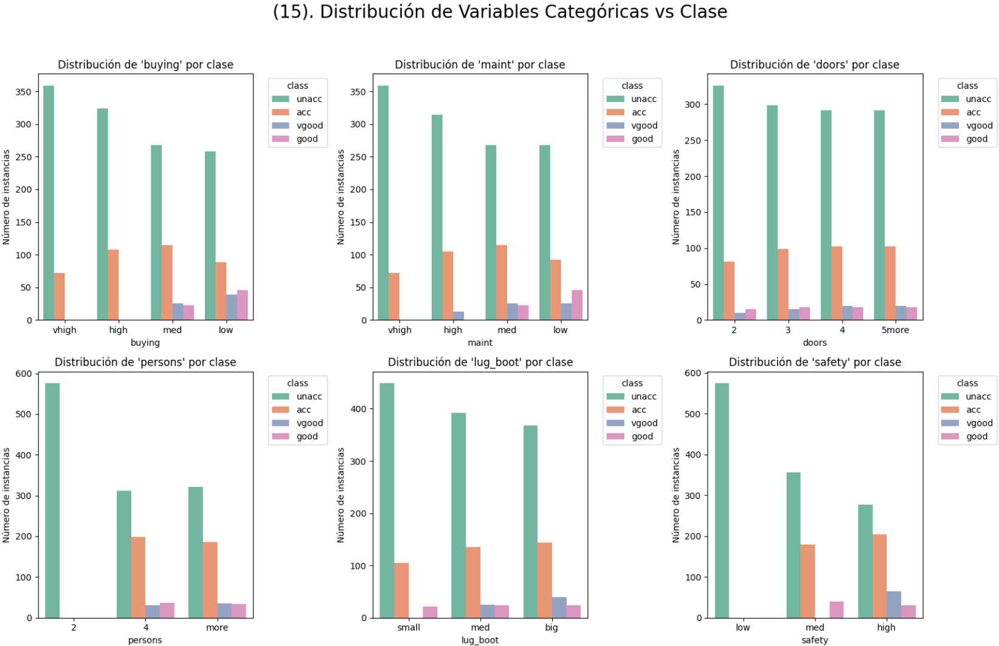 (15). Distribución de Variables Categóricas vs Clase
Distribución de 'buying' por clase
Número de instancias
350
300
250
200
150
100
50
0
vhigh high med low
buying
class
unacc
acc
vgood
good
Distribución de 'maint' por clase
Número de instancias
350
300
250
200
150
100
50
0
vhigh high med low
maint
class
unacc
acc
vgood
good
Distribución de 'doors' por clase
Número de instancias
300
250
200
150
100
50
0
2 3 4 5more
doors
class
unacc
acc
vgood
good
Distribución de 'persons' por clase
Número de instancias
600
500
400
300
200
100
0
2 4 more
persons
class
unacc
acc
vgood
good
Distribución de 'lug_boot' por clase
Número de instancias
400
300
200
100
0
small med big
lug_boot
class
unacc
acc
vgood
good
Distribución de 'safety' por clase
Número de instancias
600
500
400
300
200
100
0
low med high
safety
class
unacc
acc
vgood
good